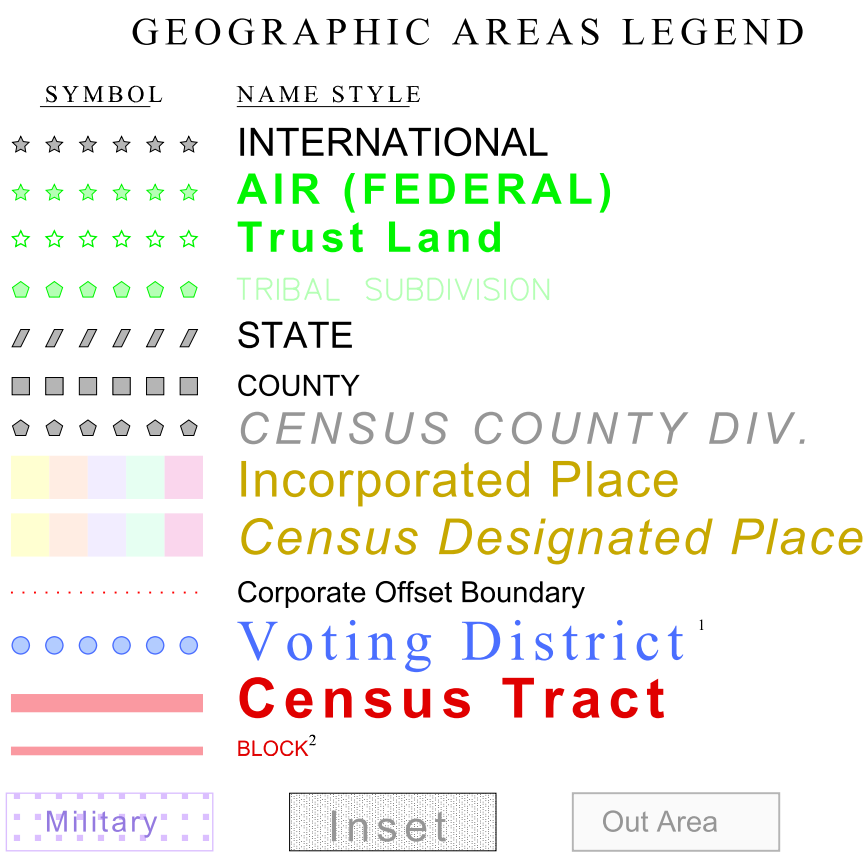 GEOGRAPHIC AREAS LEGEND
SYMBOL NAME STYLE
INTERNATIONAL
AIR (FEDERAL)
Trust Land
TRIBAL SUBDIVISION
STATE
COUNTY
CENSUS COUNTY DIV.
Incorporated Place
Census Designated Place
Corporate Offset Boundary
Voting District 1
Census Tract
BLOCK2
Military Inset Out Area